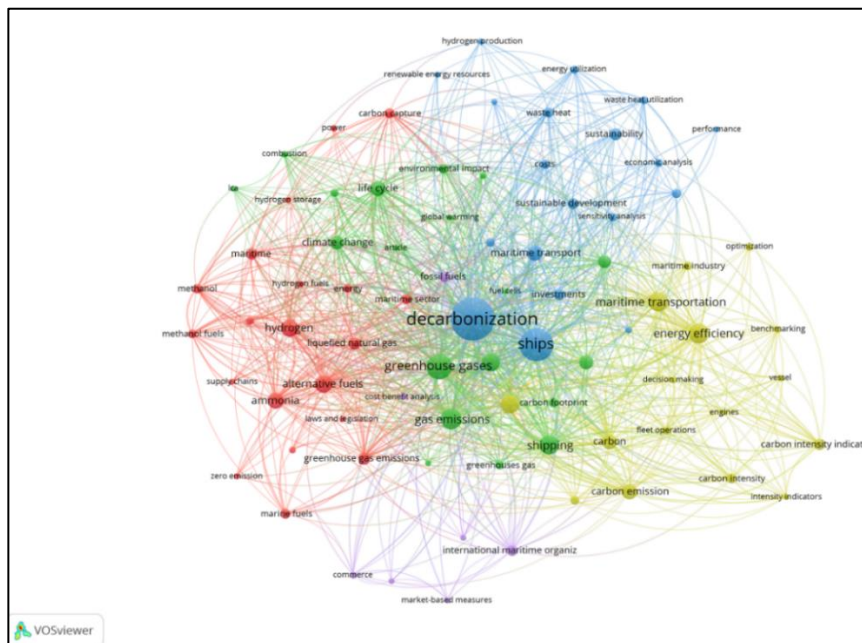 hydrogen production
energy utilization
renewable energy resources
waste heat utilization
carbon capture
waste heat
power
sustainability
performance
combustion
environmental impact
costs
economic analysis
lca
life cycle
hydrogen storage
sustainable development
global warming
sensitivity analysis
climate change
anxle
maritime
maritime transport
optimization
fossil fuels
maritime industry
methanol
hydrogen fuels
energy
fuel cells
investments
maritime sector
maritime transportation
decarbonization
methanol fuels
hydrogen
energy efficiency
benchmarking
liquefied natural gas
ships
greenhouse gases
supply chains
alternative fuels
decision making
vessel
cost benefit analysis
ammonia
carbon footprint
laws and legislation
gas emissions
engines
fleet operations
greenhouse gas emissions
shipping
carbon
carbon intensity indicat
greenhouses gas
zero emission
carbon intensity
carbon emission
intensity indicators
marine fuels
international maritime organiz
commerce
market-based measures
VOSviewer